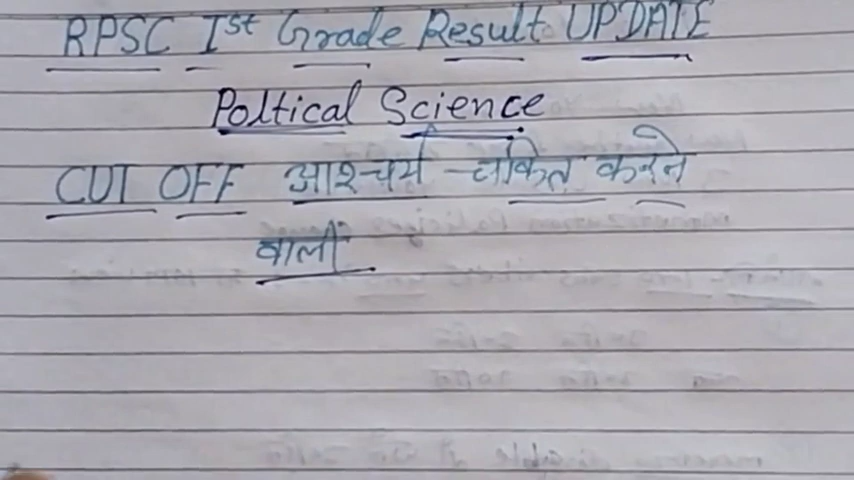 RPSC Ist Grade Result UPDATE
Poltical Science
CUT OFF आश्चर्य चकित करने
वाली